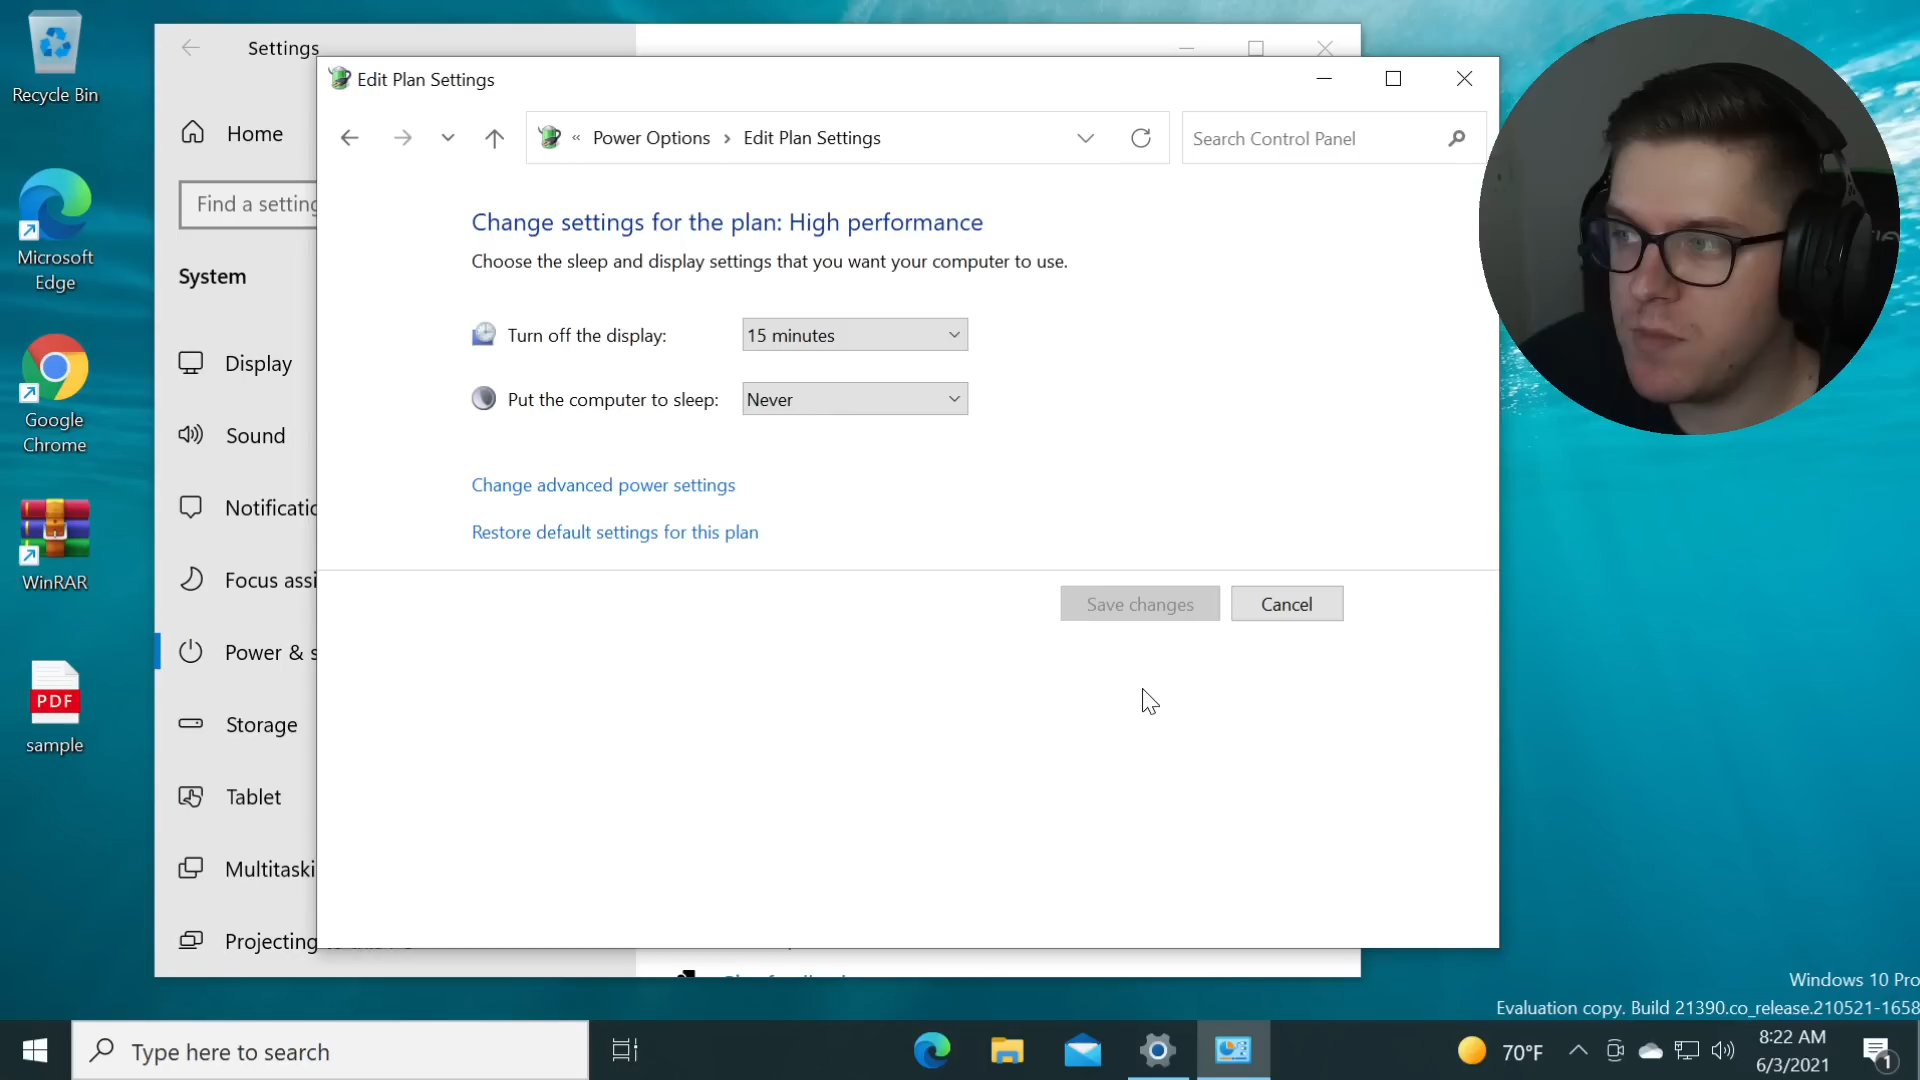 Recycle Bin
Microsoft
Edge
Google
Chrome
WinRAR
PDF
sample
Settings
Home
Find a setting
System
Display
Sound
Notificatio
Focus assi
Power & s
Storage
Tablet
Multitaski
Projecting
Edit Plan Settings
« Power Options › Edit Plan Settings
Search Control Panel
Change settings for the plan: High performance
Choose the sleep and display settings that you want your computer to use.
Turn off the display: 15 minutes
Put the computer to sleep: Never
Change advanced power settings
Restore default settings for this plan
Save changes Cancel
Windows 10 Pro
Evaluation copy. Build 21390.co_release.210521-1658
Type here to search
70°F
8:22 AM
6/3/2021
1